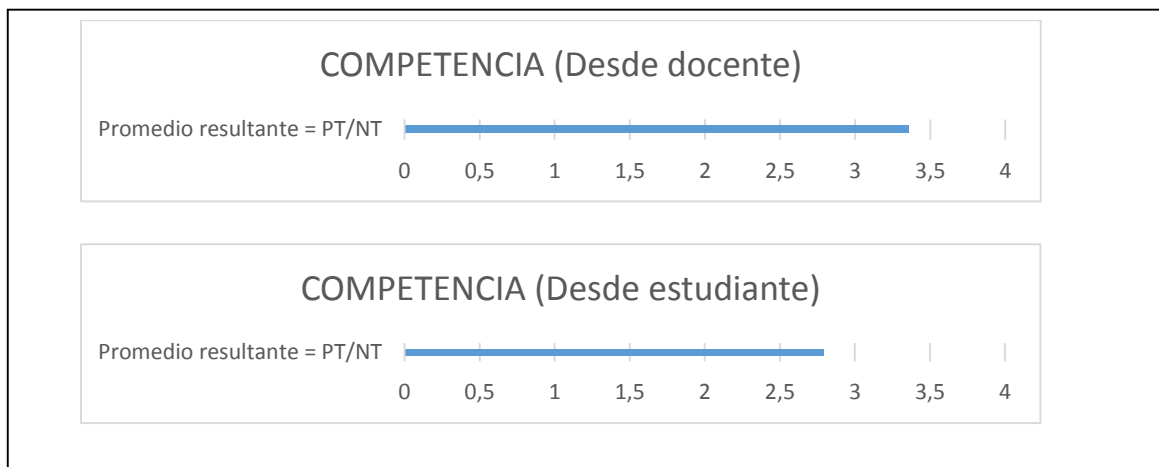 COMPETENCIA (Desde docente)
Promedio resultante = PT/NT
0 0,5 1 1,5 2 2,5 3 3,5 4
COMPETENCIA (Desde estudiante)
Promedio resultante = PT/NT
0 0,5 1 1,5 2 2,5 3 3,5 4